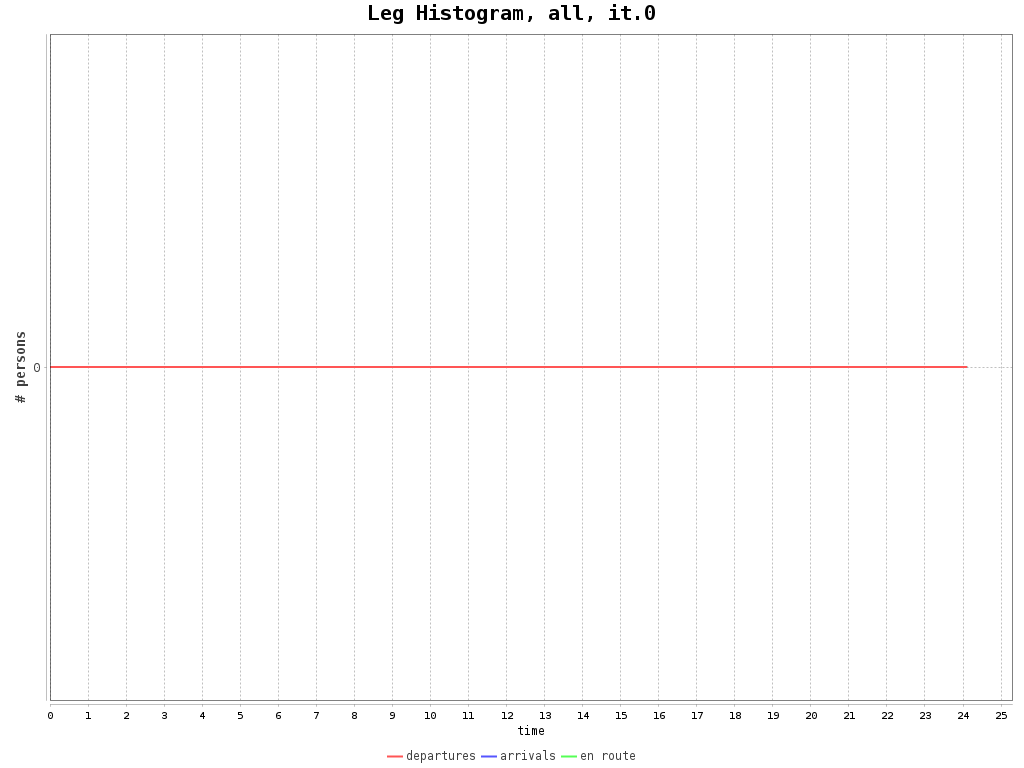 Leg Histogram, all, it.0
# persons
0
0 1 2 3 4 5 6 7 8 9 10 11 12 13 14 15 16 17 18 19 20 21 22 23 24 25
time
departures arrivals en route